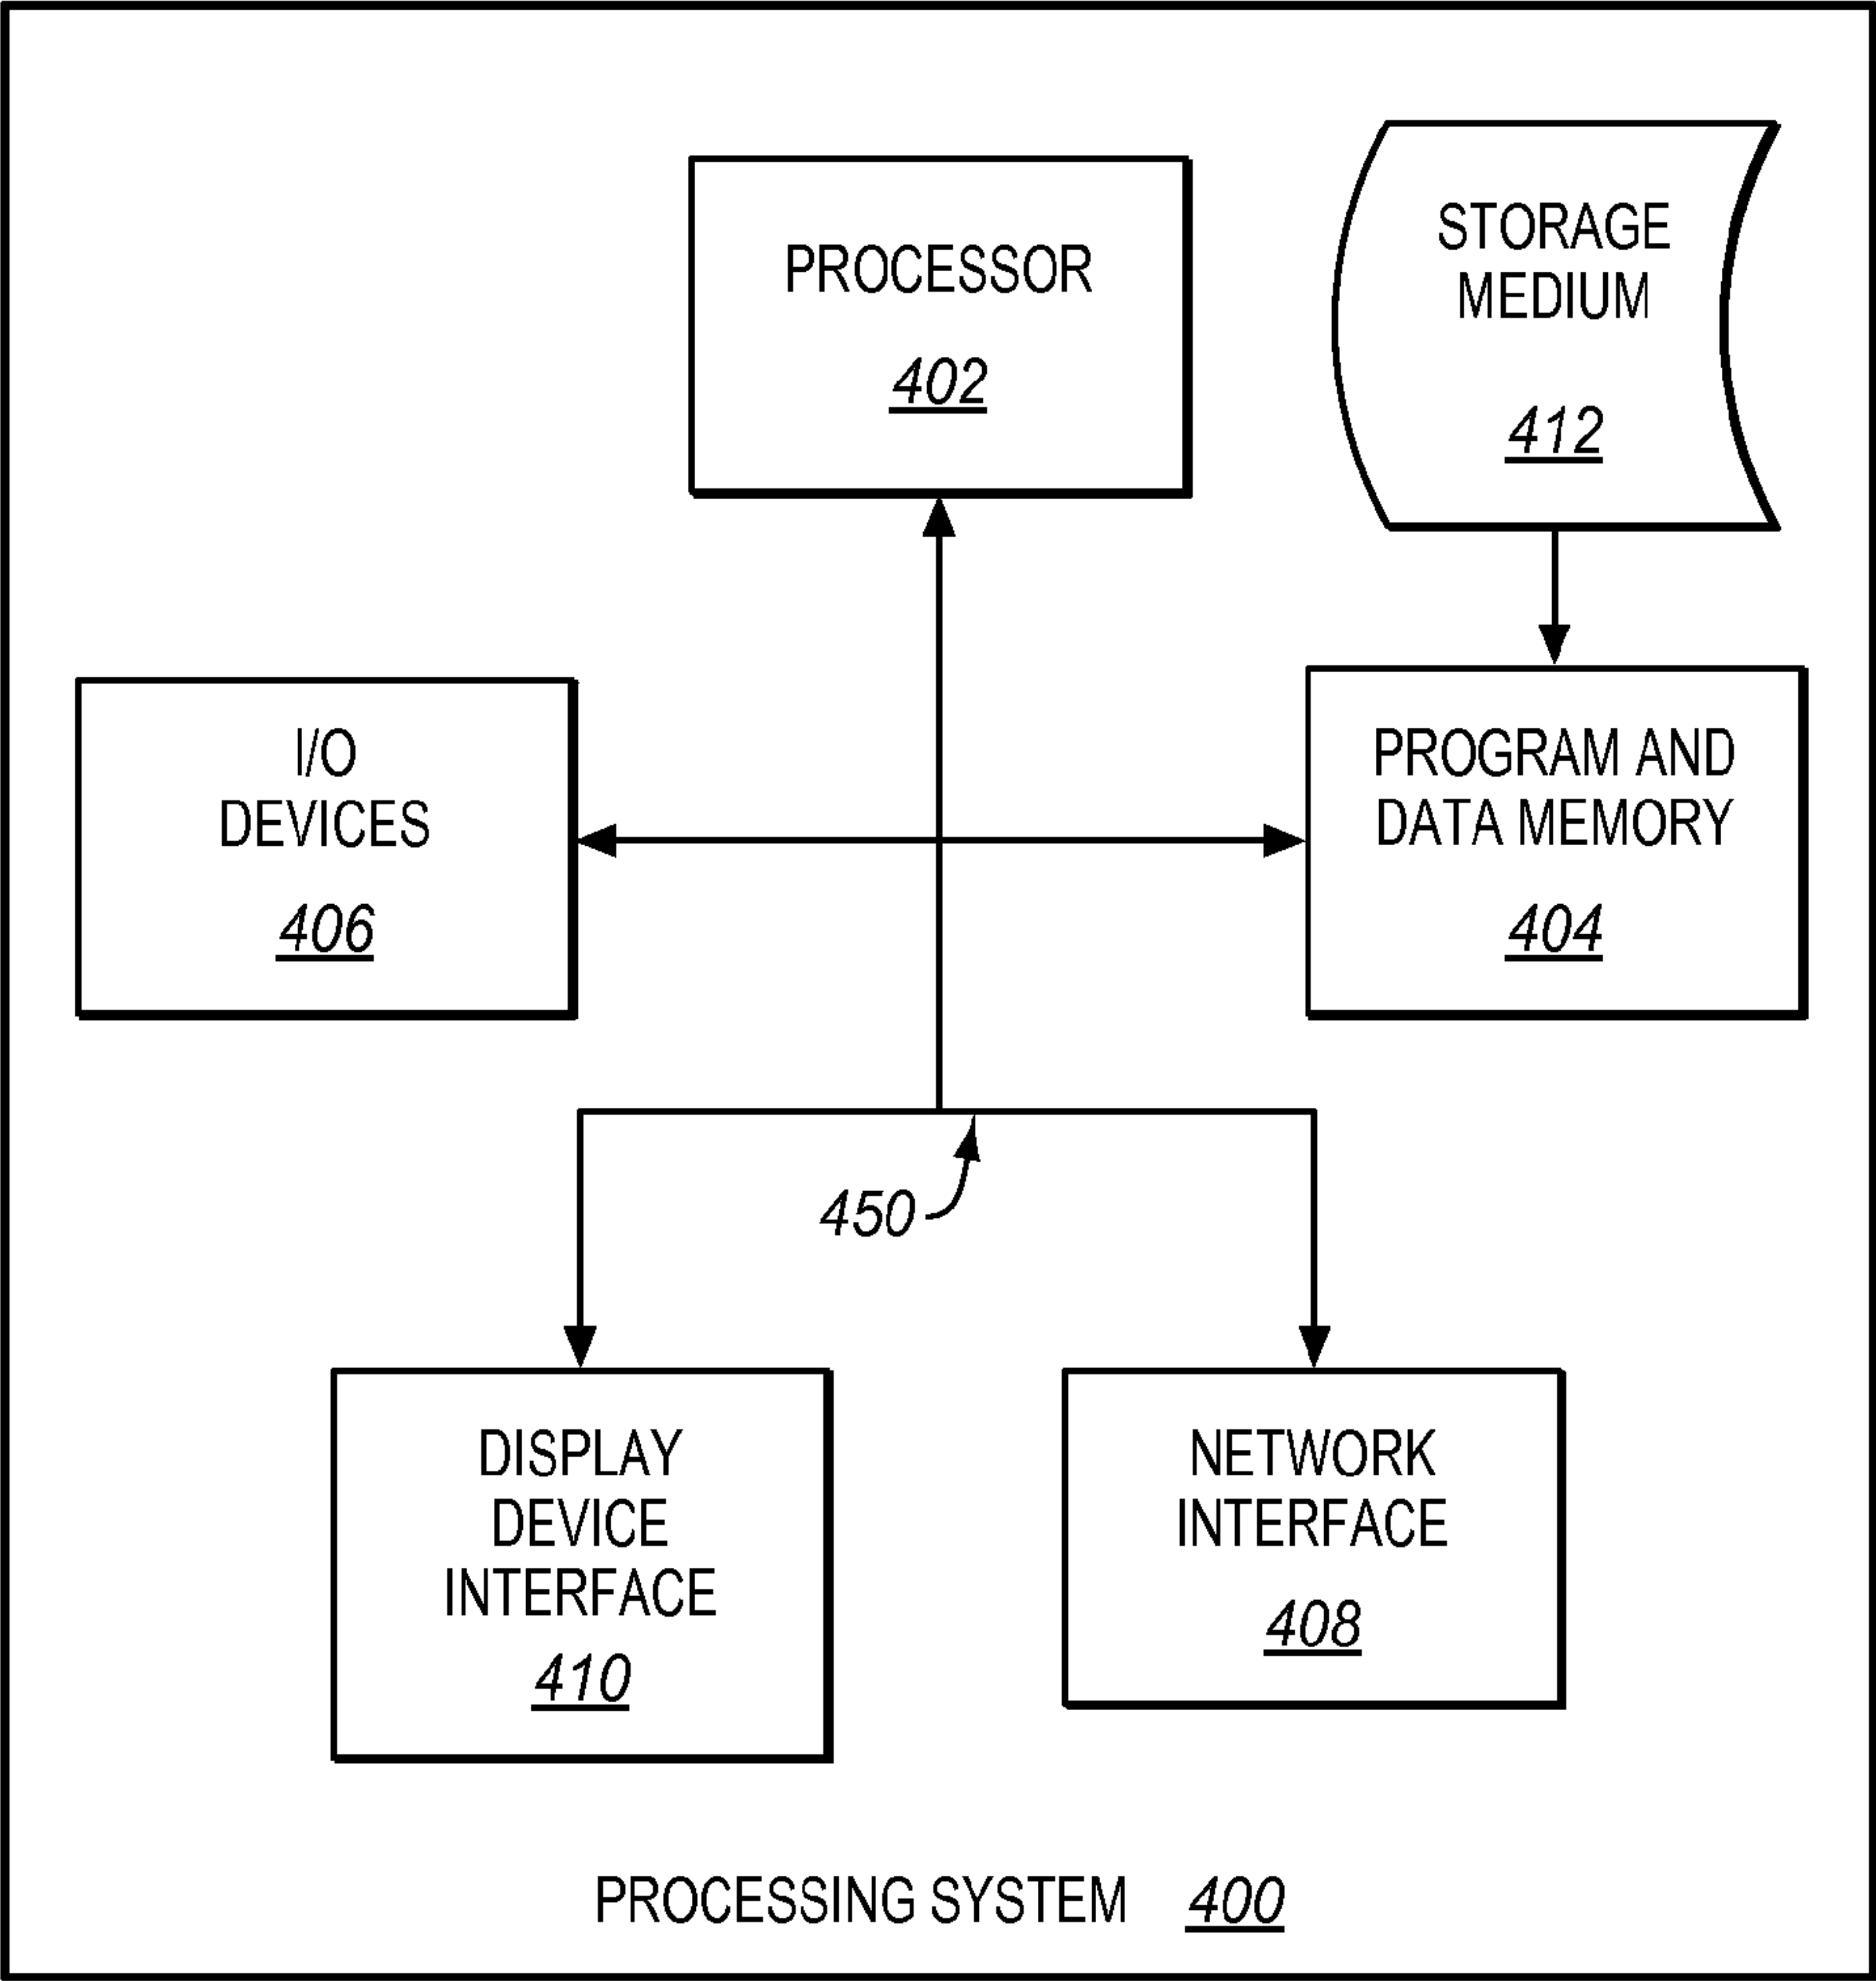 PROCESSOR
402
STORAGE
MEDIUM
412
I/O
DEVICES
406
PROGRAM AND
DATA MEMORY
404
450
DISPLAY
DEVICE
INTERFACE
410
NETWORK
INTERFACE
408
PROCESSING SYSTEM 400